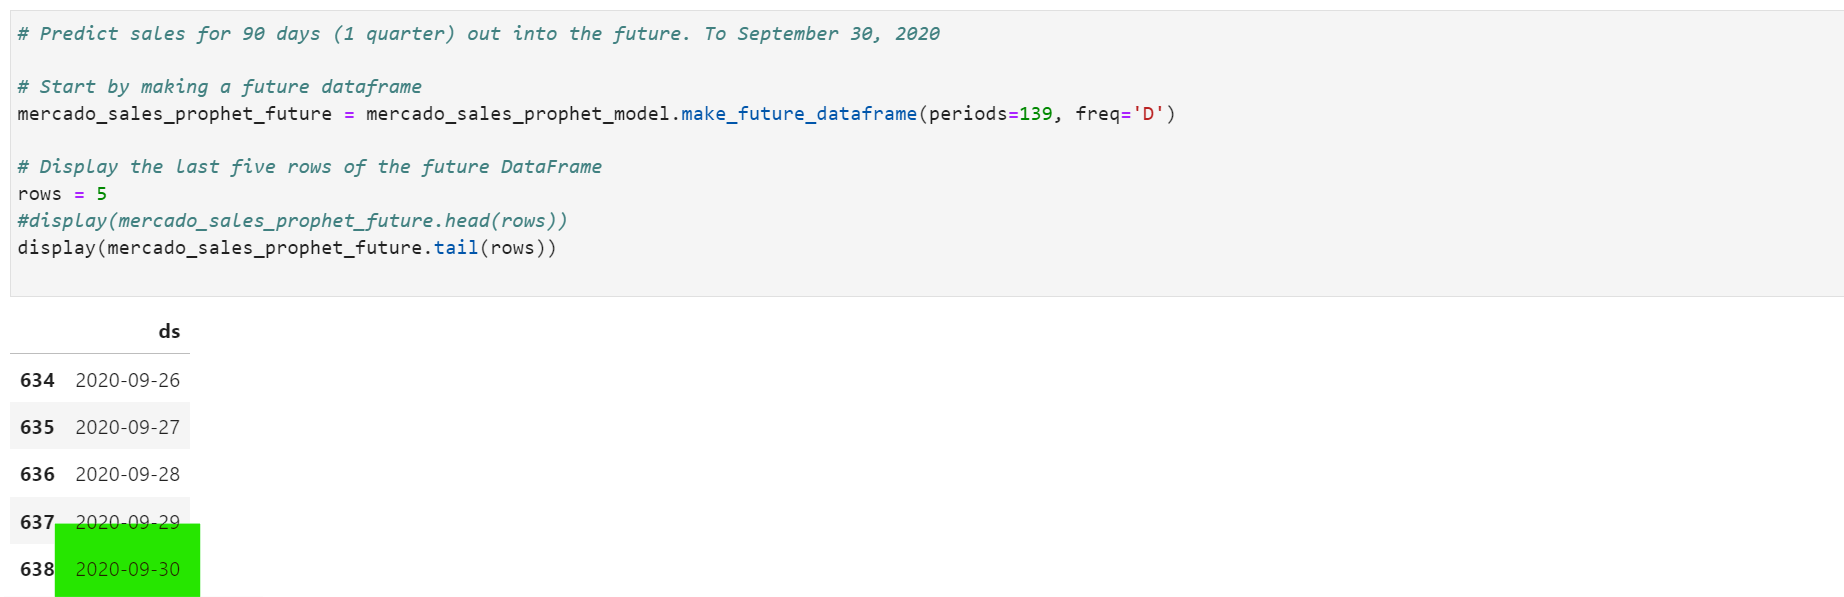 # Predict sales for 90 days (1 quarter) out into the future. To September 30, 2020
# Start by making a future dataframe
mercado_sales_prophet_future = mercado_sales_prophet_model.make_future_dataframe(periods=139, freq='D')
# Display the last five rows of the future DataFrame
rows = 5
#display(mercado_sales_prophet_future.head(rows))
display(mercado_sales_prophet_future.tail(rows))
ds
634 2020-09-26
635 2020-09-27
636 2020-09-28
637 2020-09-29
638 2020-09-30